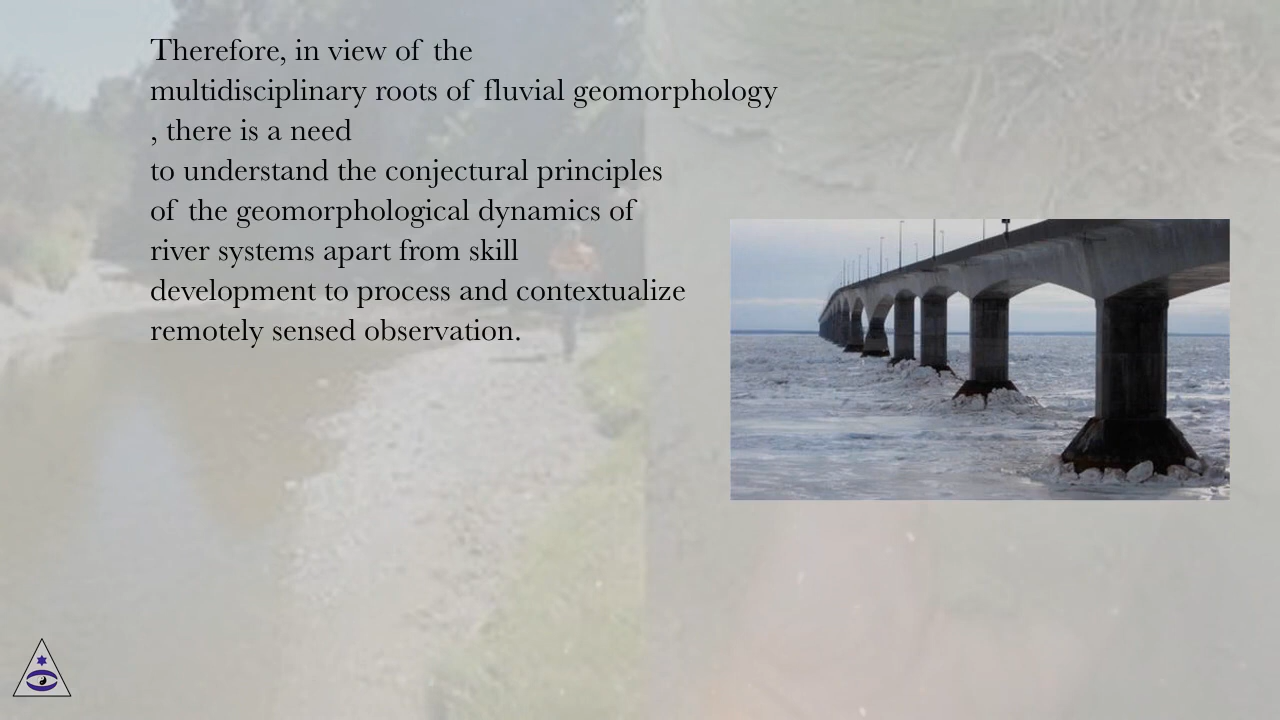 Therefore, in view of the
multidisciplinary roots of fluvial geomorphology
, there is a need
to understand the conjectural principles
of the geomorphological dynamics of
river systems apart from skill
development to process and contextualize
remotely sensed observation.